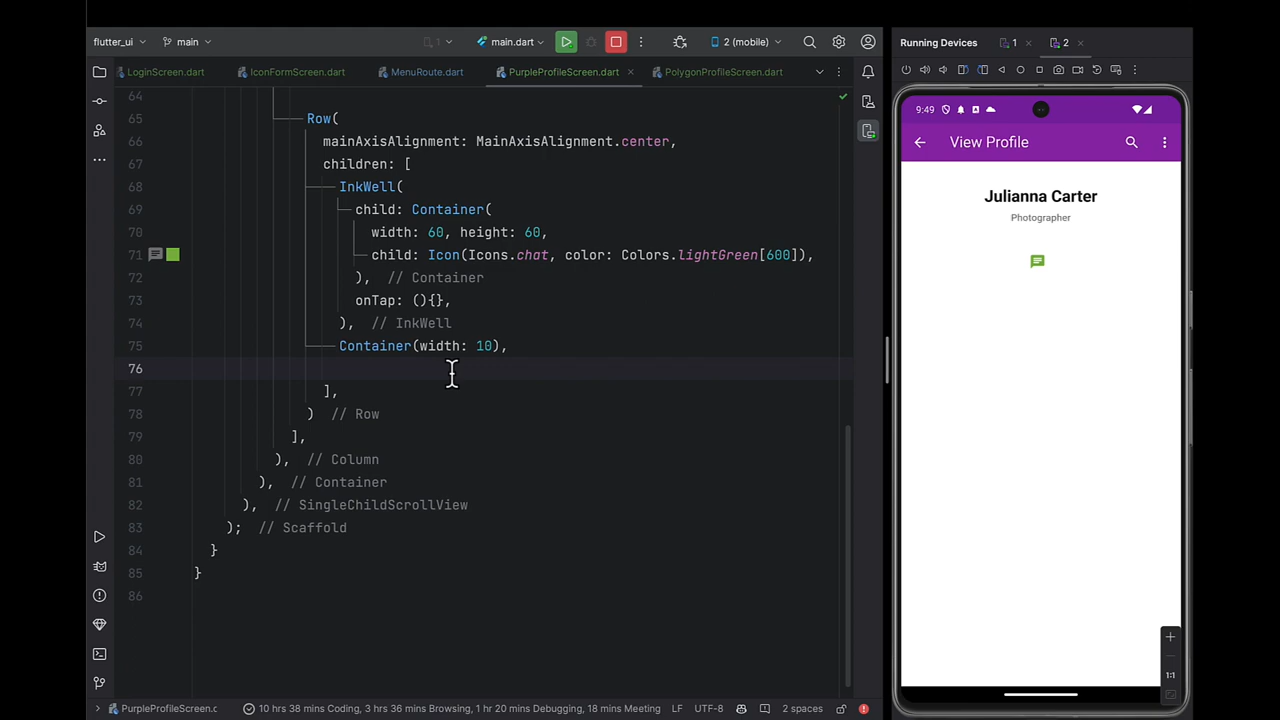 flutter_ui main 1 main.dart 2 (mobile)
LoginScreen.dart IconFormScreen.dart MenuRoute.dart PurpleProfileScreen.dart PolygonProfileScreen.dart
64
65 Row(
66 mainAxisAlignment: MainAxisAlignment.center,
67 children: [
68 InkWell(
69 child: Container(
70 width: 60, height: 60,
71 child: Icon(Icons.chat, color: Colors.lightGreen[600]),
72 ), // Container
73 onTap: (){},
74 ), // InkWell
75 Container(width: 10),
76
77 ],
78 ) // Row
79 ],
80 ), // Column
81 ), // Container
82 ), // SingleChildScrollView
83 ); // Scaffold
84 }
85 }
86
PurpleProfileScreen.c 10 hrs 38 mins Coding, 3 hrs 36 mins Browsing, 1 hr 20 mins Debugging, 18 mins Meeting LF UTF-8 2 spaces
Running Devices 1 2
9:49
View Profile
Julianna Carter
Photographer
1:1